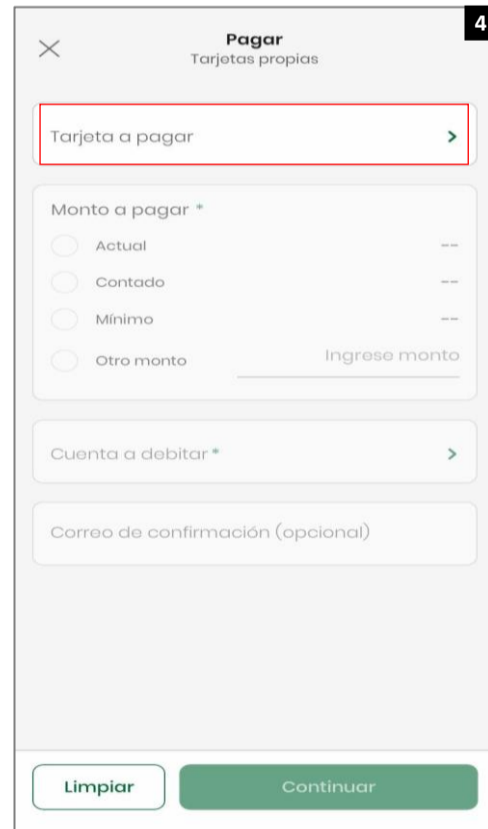 4
Pagar
Tarjetas propias
Tarjeta a pagar
Monto a pagar *
Actual --
Contado --
Mínimo --
Otro monto Ingrese monto
Cuenta a debitar *
Correo de confirmación (opcional)
Limpiar Continuar